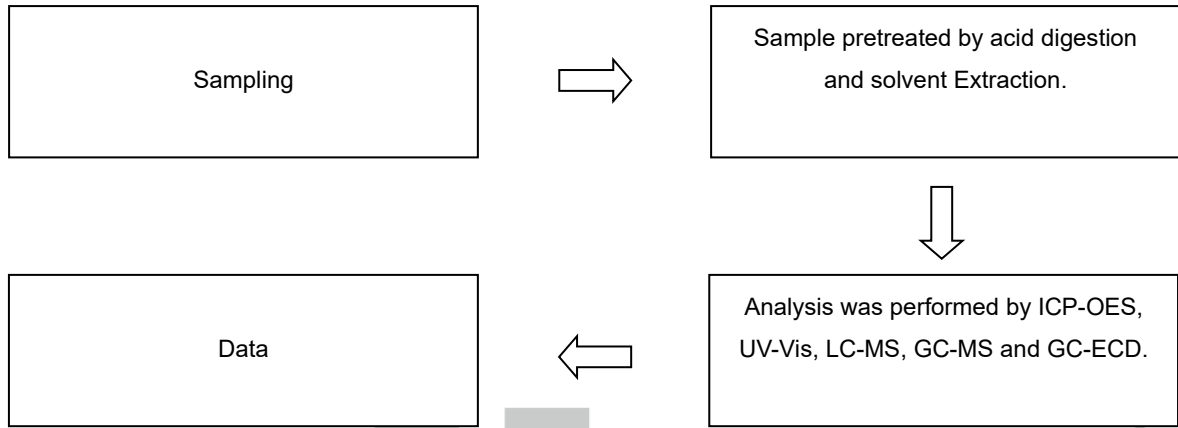 Sampling
Sample pretreated by acid digestion
and solvent Extraction.
Analysis was performed by ICP-OES,
UV-Vis, LC-MS, GC-MS and GC-ECD.
Data